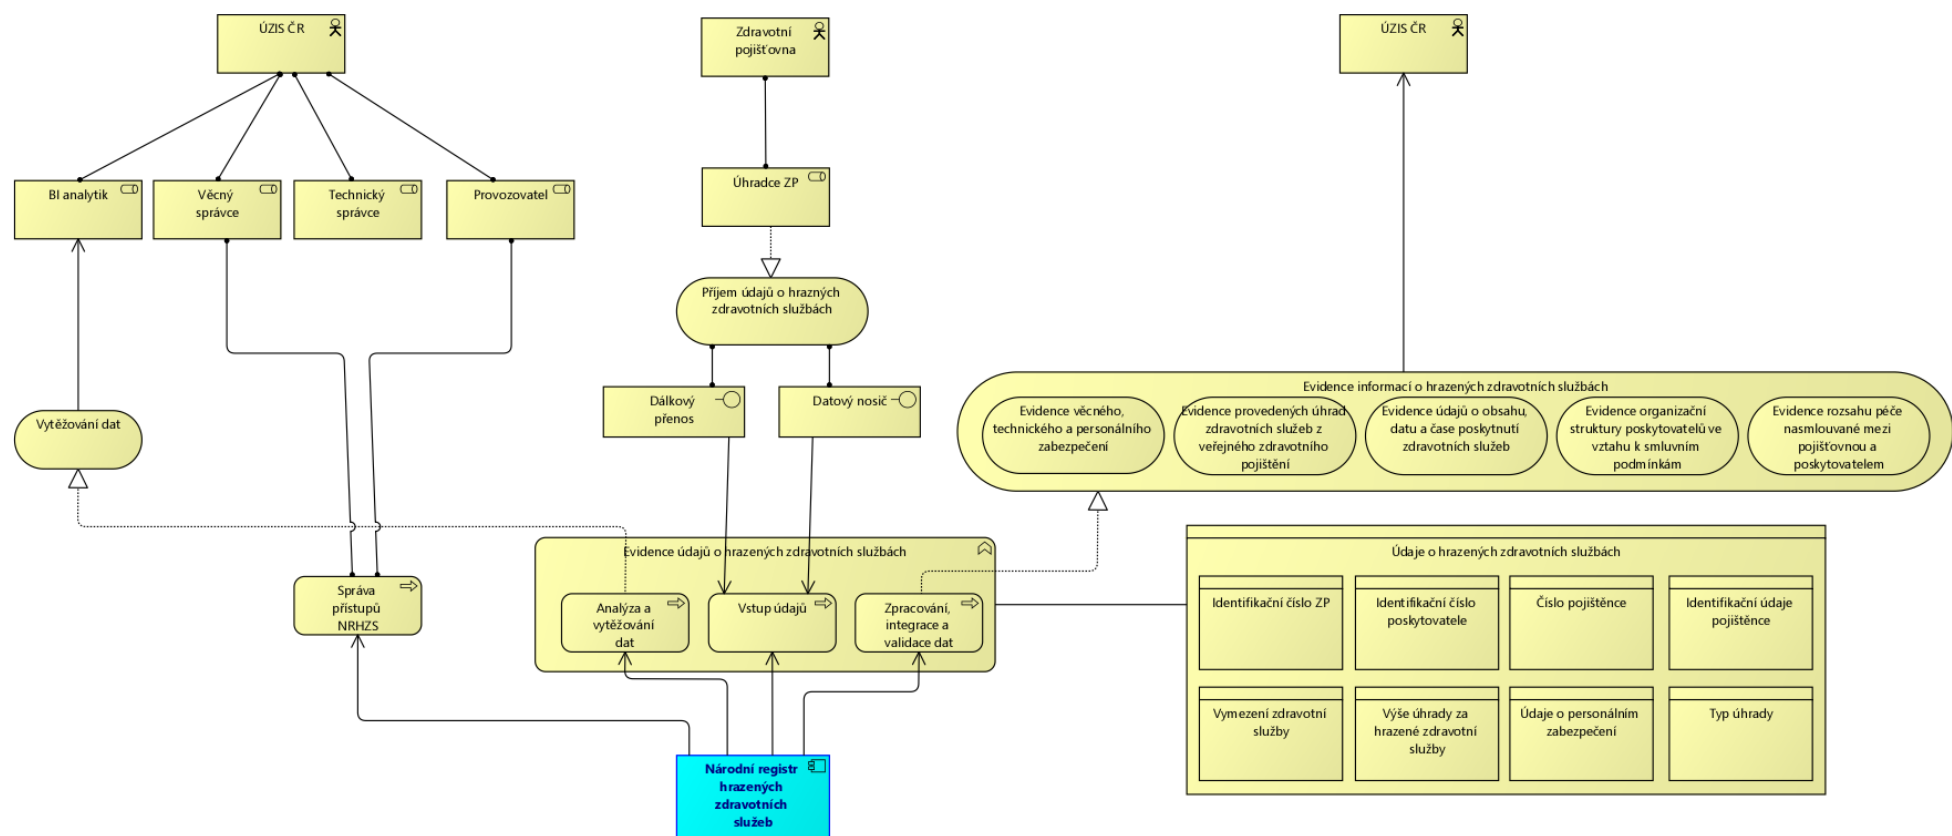 ÚZIS ČR
Zdravotní
pojišťovna
ÚZIS ČR
BI analytik
Věcný
správce
Technický
správce
Provozovatel
Úhradce ZP
Příjem údajů o hrazných
zdravotních službách
Dálkový
přenos
Datový nosič
Vytěžování dat
Evidence informací o hrazených zdravotních službách
Evidence věcného,
technického a personálního
zabezpečení
Evidence provedených úhrad
zdravotních služeb z
veřejného zdravotního
pojištění
Evidence údajů o obsahu,
datu a čase poskytnutí
zdravotních služeb
Evidence organizační
struktury poskytovatelů ve
vztahu k smluvním
podmínkám
Evidence rozsahu péče
nasmlouvané mezi
pojišťovnou a
poskytovatelem
Správa
přístupů
NRHZS
Evidence údajů o hrazených zdravotních službách
Analýza a
vytěžování
dat
Vstup údajů
Zpracování,
integrace a
validace dat
Údaje o hrazených zdravotních službách
Identifikační číslo ZP
Identifikační číslo
poskytovatele
Číslo pojištěnce
Identifikační údaje
pojištěnce
Vymezení zdravotní
služby
Výše úhrady za
hrazené zdravotní
služby
Údaje o personálním
zabezpečení
Typ úhrady
Národní registr
hrazených
zdravotních
služeb